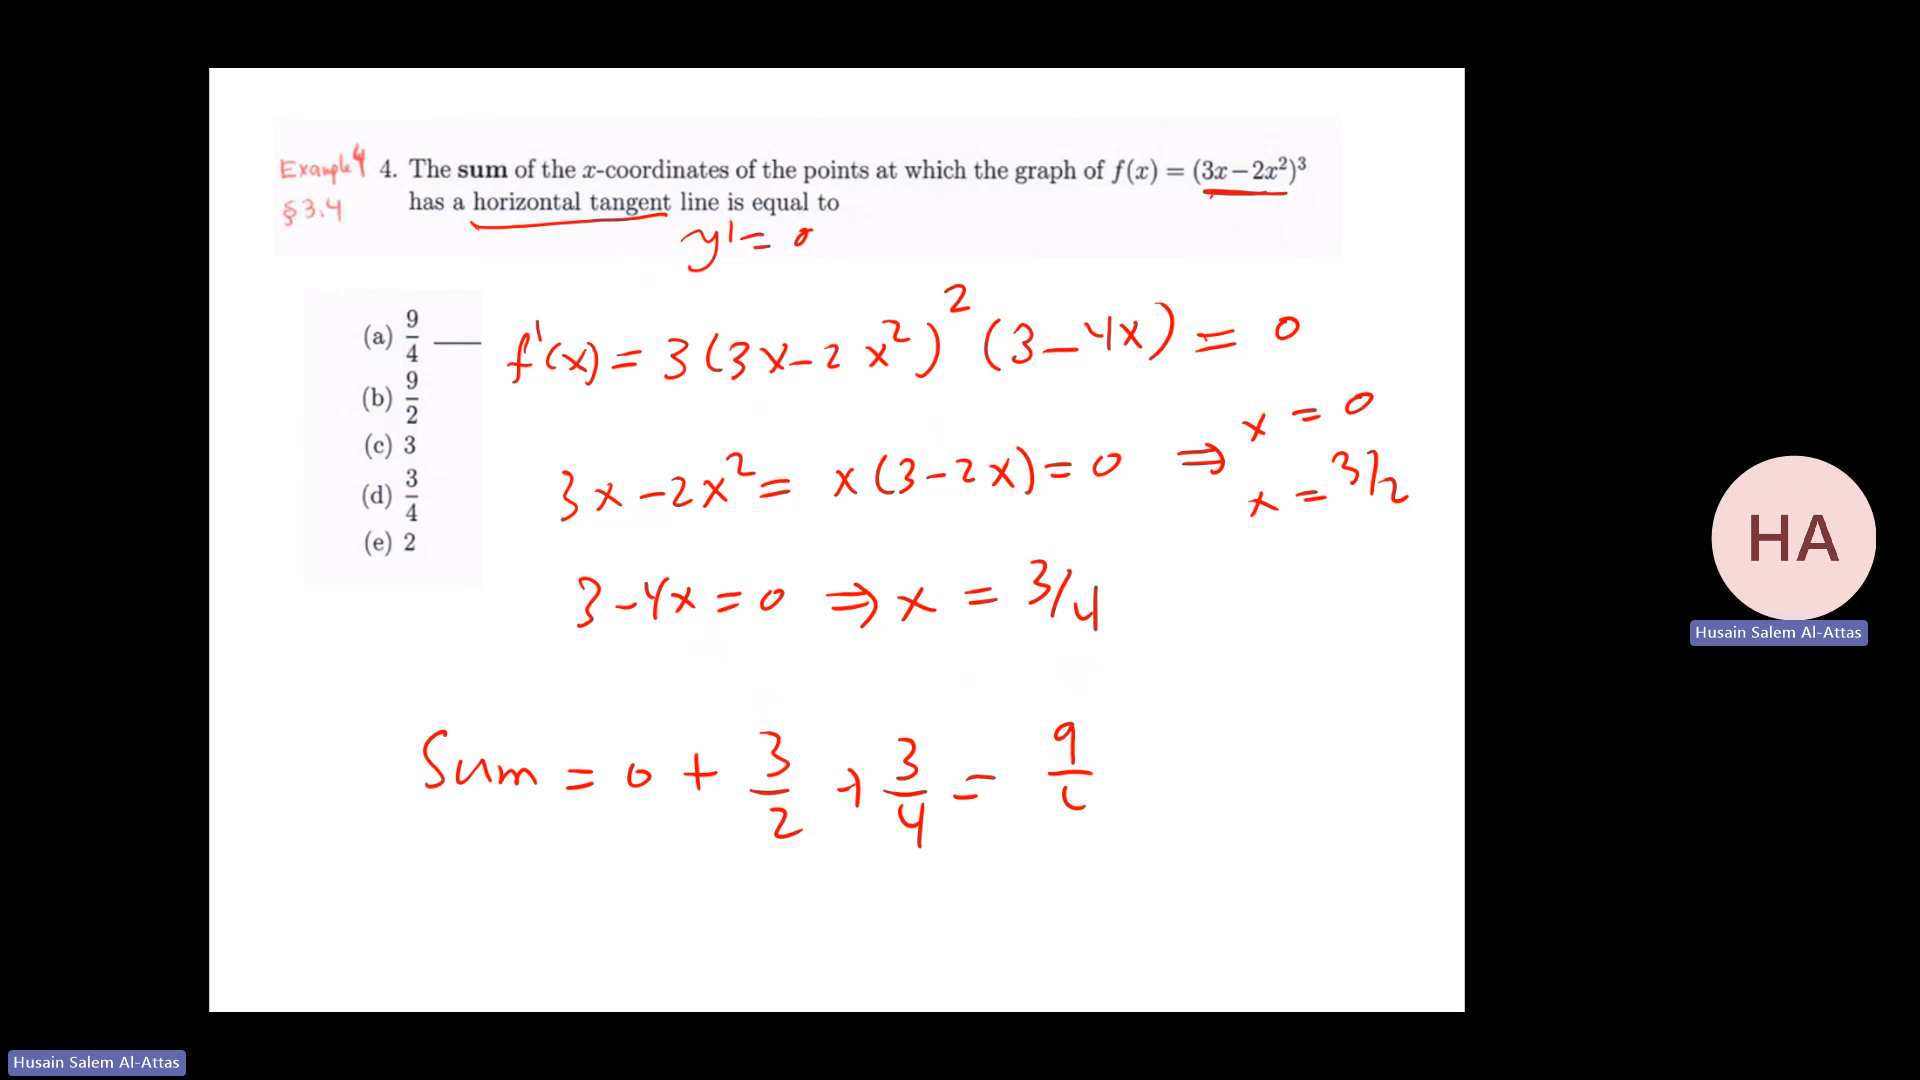 Example 4
§3.4
4. The sum of the x-coordinates of the points at which the graph of f(x) = (3x − 2x²)³
has a horizontal tangent line is equal to
y' = 0
(a) 9/4
(b) 9/2
(c) 3
(d) 3/4
(e) 2
f'(x) = 3(3x − 2x²)² (3 − 4x) = 0
3x − 2x² = x(3 − 2x) = 0 ⇒ x = 0
x = 3/2
3 − 4x = 0 ⇒ x = 3/4
Sum = 0 + 3/2 + 3/4 = 9/
HA
Husain Salem Al-Attas
Husain Salem Al-Attas